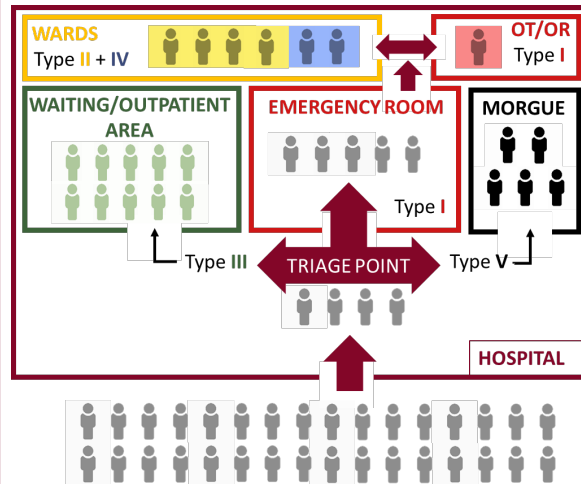 WARDS
Type II + IV
OT/OR
Type I
WAITING/OUTPATIENT
AREA
EMERGENCY ROOM
Type I
MORGUE
Type III
TRIAGE POINT
Type V
HOSPITAL